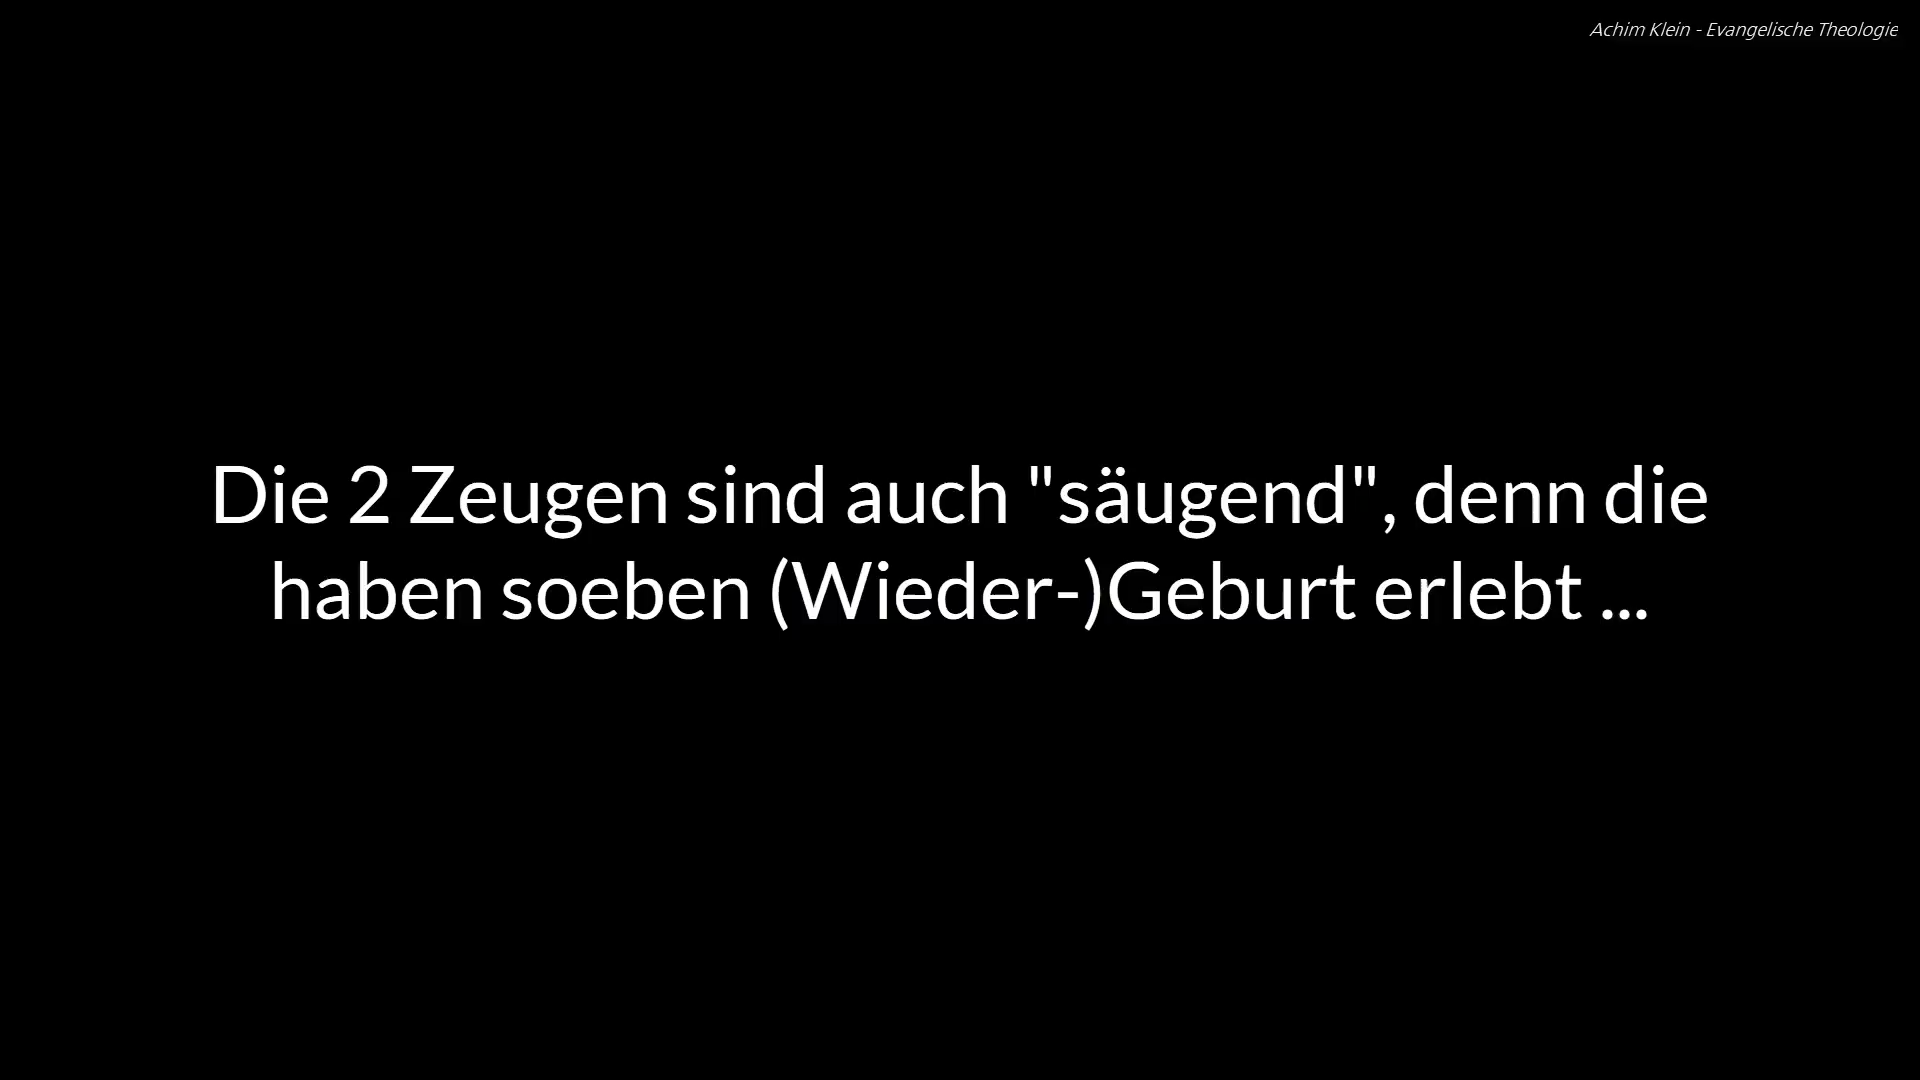 Achim Klein - Evangelische Theologie
Die 2 Zeugen sind auch "säugend", denn die
haben soeben (Wieder-)Geburt erlebt ...